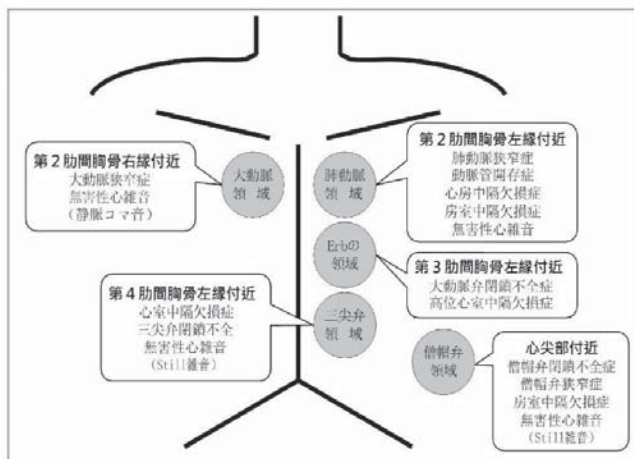 第2肋間胸骨右縁付近
大動脈狭窄症
無害性心雑音
(静脈コマ音)
大動脈
領域
肺動脈
領域
第2肋間胸骨左縁付近
肺動脈狭窄症
動脈管開存症
心房中隔欠損症
房室中隔欠損症
無害性心雑音
Erbの
領域
第3肋間胸骨左縁付近
大動脈弁閉鎖不全症
高位心室中隔欠損症
第4肋間胸骨左縁付近
心室中隔欠損症
三尖弁閉鎖不全
無害性心雑音
(Still雑音)
三尖弁
領域
僧帽弁
領域
心尖部付近
僧帽弁閉鎖不全症
僧帽弁狭窄症
房室中隔欠損症
無害性心雑音
(Still雑音)